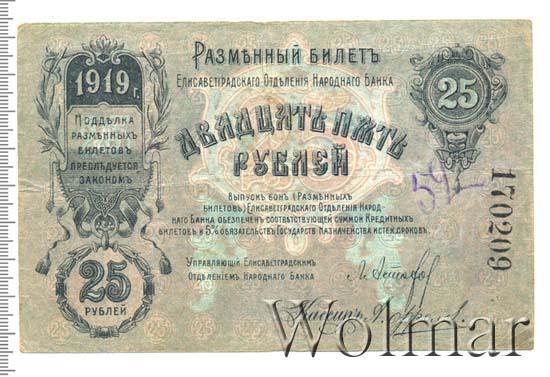 Размѣнный Билетъ
Елисаветградскаго Отдѣленія Народнаго Банка
1919 г.
25
Двадцать пять
рублей
Поддѣлка
размѣнныхъ
билетовъ
преслѣдуется
закономъ
Выпускъ бонъ (размѣнныхъ
билетовъ) Елисаветградскаго Отдѣленія Народ-
наго Банка обезпеченъ соотвѣтствующей суммой Кредитныхъ
билетовъ и 5% обязательствъ Государств. Казначейства истек. сроковъ.
170209
25
рублей
Управляющій Елисаветградскимъ
Отдѣленіемъ Народнаго Банка
Кассиръ
Wolmar